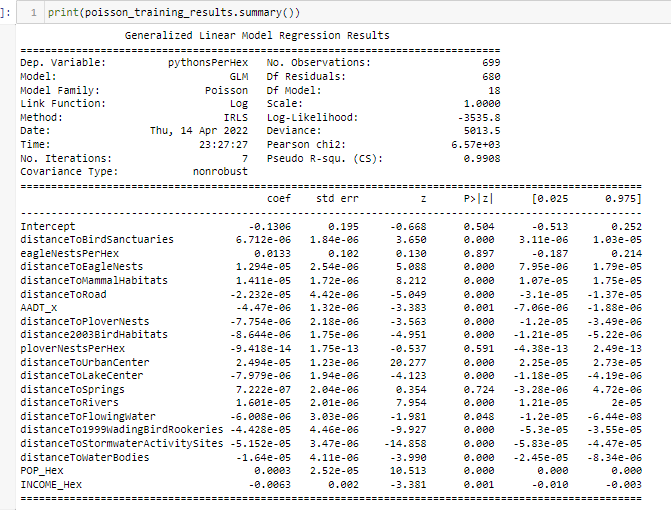 ]: 1 print(poisson_training_results.summary())
Generalized Linear Model Regression Results
==============================================================================
Dep. Variable: pythonsPerHex No. Observations: 699
Model: GLM Df Residuals: 680
Model Family: Poisson Df Model: 18
Link Function: Log Scale: 1.0000
Method: IRLS Log-Likelihood: -3535.8
Date: Thu, 14 Apr 2022 Deviance: 5013.5
Time: 23:27:27 Pearson chi2: 6.57e+03
No. Iterations: 7 Pseudo R-squ. (CS): 0.9908
Covariance Type: nonrobust
=====================================================================================================
coef std err z P>|z| [0.025 0.975]
-----------------------------------------------------------------------------------------------------
Intercept -0.1306 0.195 -0.668 0.504 -0.513 0.252
distanceToBirdSanctuaries 6.712e-06 1.84e-06 3.650 0.000 3.11e-06 1.03e-05
eagleNestsPerHex 0.0133 0.102 0.130 0.897 -0.187 0.214
distanceToEagleNests 1.294e-05 2.54e-06 5.088 0.000 7.95e-06 1.79e-05
distanceToMammalHabitats 1.411e-05 1.72e-06 8.212 0.000 1.07e-05 1.75e-05
distanceToRoad -2.232e-05 4.42e-06 -5.049 0.000 -3.1e-05 -1.37e-05
AADT_x -4.47e-06 1.32e-06 -3.383 0.001 -7.06e-06 -1.88e-06
distanceToPloverNests -7.754e-06 2.18e-06 -3.563 0.000 -1.2e-05 -3.49e-06
distance2003BirdHabitats -8.644e-06 1.75e-06 -4.951 0.000 -1.21e-05 -5.22e-06
ploverNestsPerHex -9.418e-14 1.75e-13 -0.537 0.591 -4.38e-13 2.49e-13
distanceToUrbanCenter 2.494e-05 1.23e-06 20.277 0.000 2.25e-05 2.73e-05
distanceToLakeCenter -7.979e-06 1.94e-06 -4.123 0.000 -1.18e-05 -4.19e-06
distanceToSprings 7.222e-07 2.04e-06 0.354 0.724 -3.28e-06 4.72e-06
distanceToRivers 1.601e-05 2.01e-06 7.954 0.000 1.21e-05 2e-05
distanceToFlowingWater -6.008e-06 3.03e-06 -1.981 0.048 -1.2e-05 -6.44e-08
distanceTo1999WadingBirdRookeries -4.428e-05 4.46e-06 -9.927 0.000 -5.3e-05 -3.55e-05
distanceToStormwaterActivitySites -5.152e-05 3.47e-06 -14.858 0.000 -5.83e-05 -4.47e-05
distanceToWaterBodies -1.64e-05 4.11e-06 -3.990 0.000 -2.45e-05 -8.34e-06
POP_Hex 0.0003 2.52e-05 10.513 0.000 0.000 0.000
INCOME_Hex -0.0063 0.002 -3.381 0.001 -0.010 -0.003
=====================================================================================================